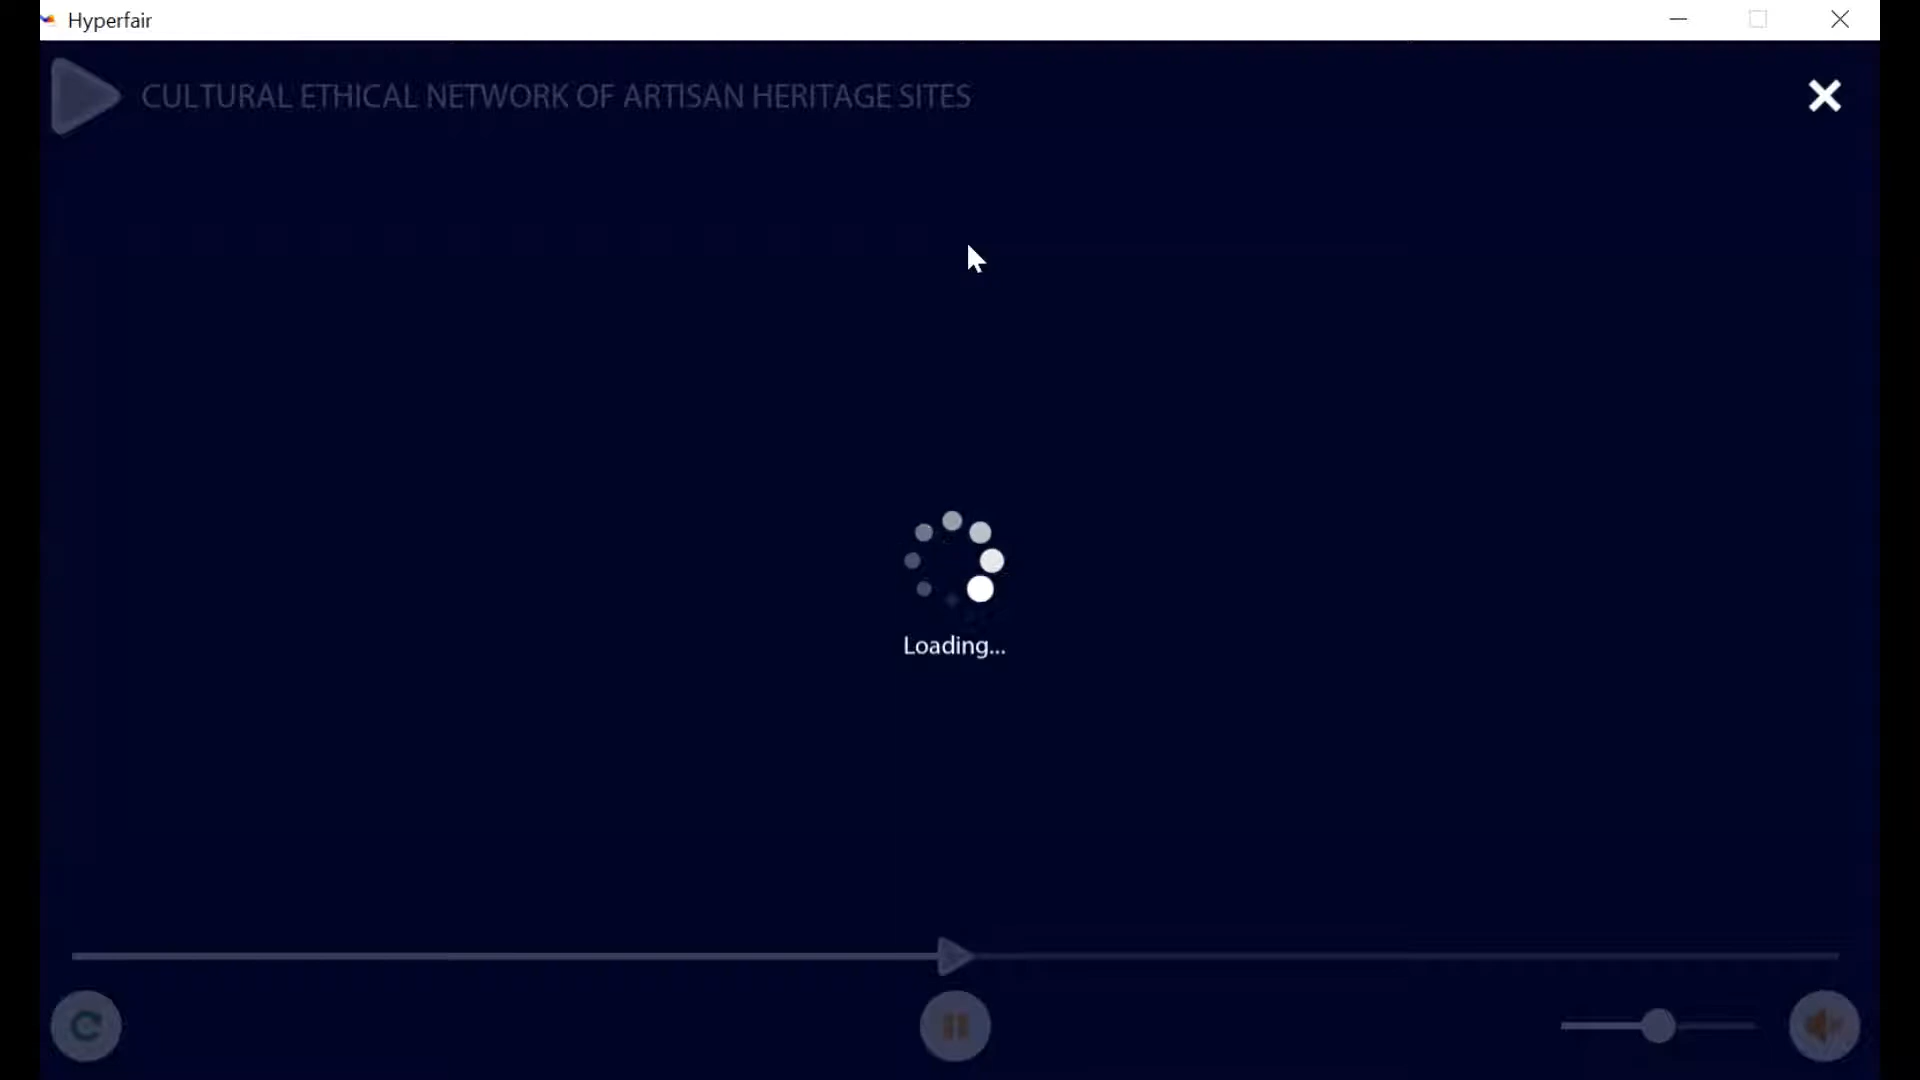 Hyperfair
CULTURAL ETHICAL NETWORK OF ARTISAN HERITAGE SITES
Loading...